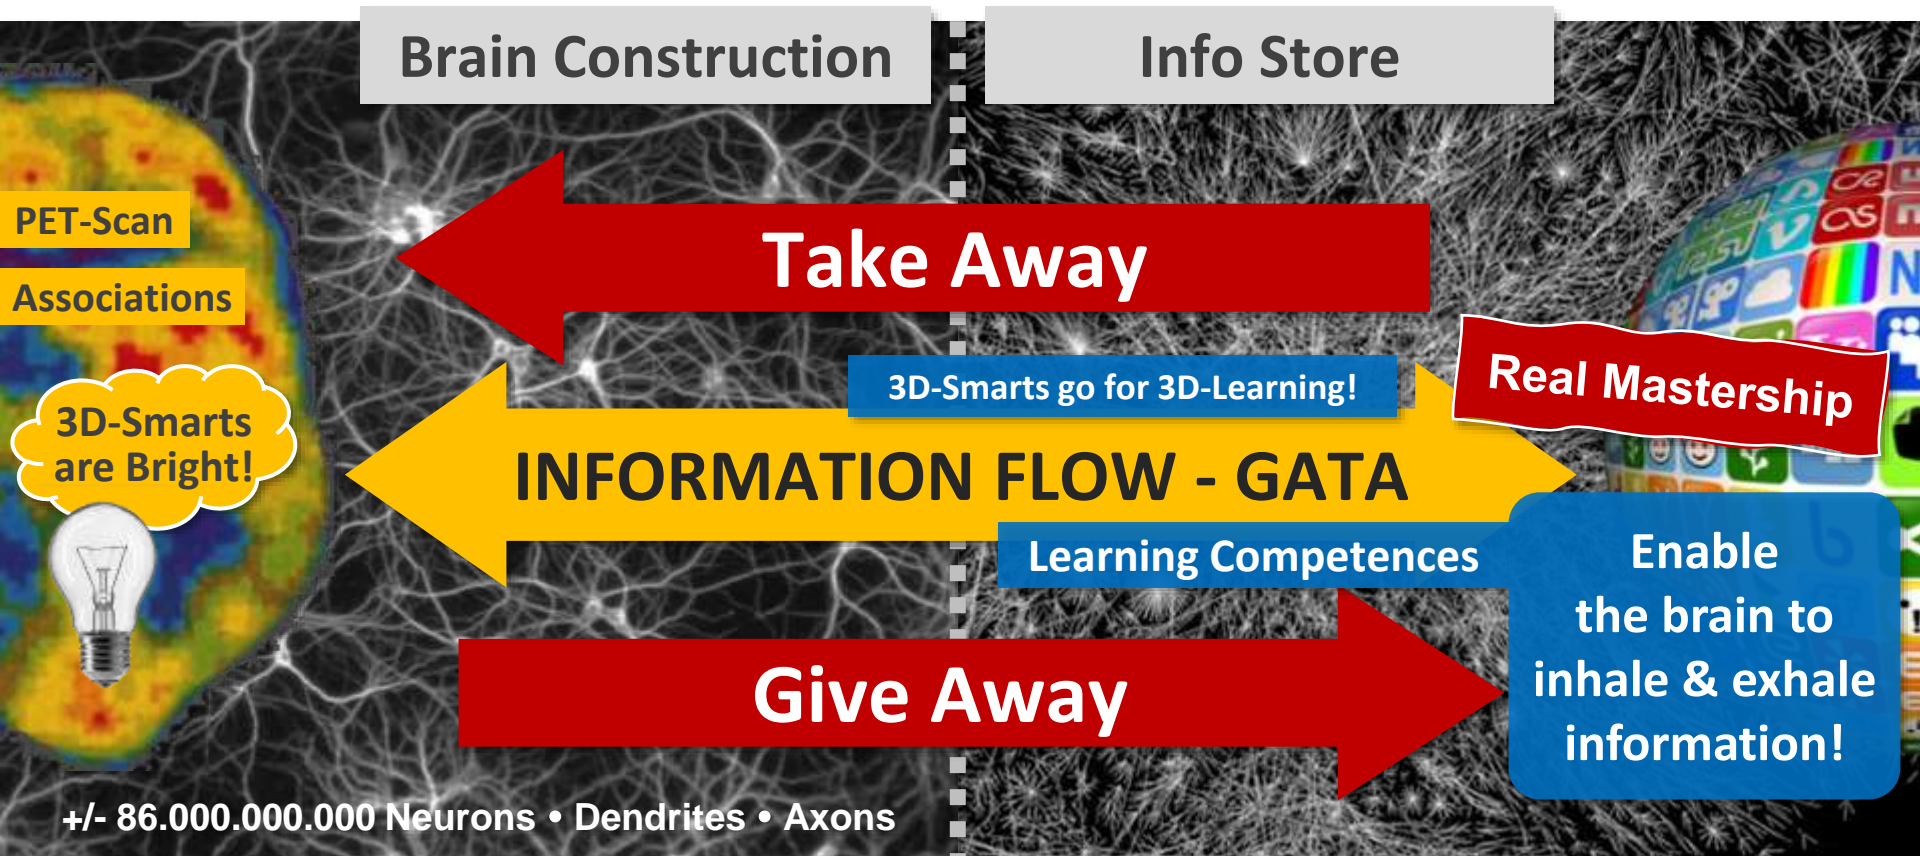 Brain Construction
Info Store
PET-Scan
Associations
Take Away
3D-Smarts go for 3D-Learning!
Real Mastership
3D-Smarts
are Bright!
INFORMATION FLOW - GATA
Learning Competences
Enable
the brain to
inhale & exhale
information!
Give Away
+/- 86.000.000.000 Neurons • Dendrites • Axons